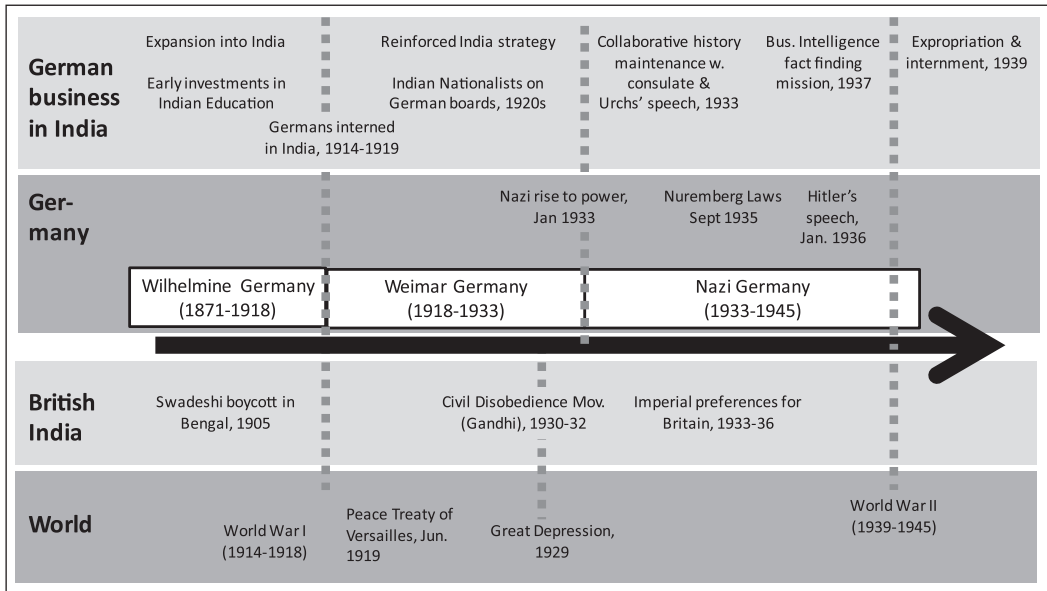 German
business
in India
Expansion into India
Early investments in
Indian Education
Germans interned
in India, 1914-1919
Reinforced India strategy
Indian Nationalists on
German boards, 1920s
Collaborative history
maintenance w.
consulate &
Urchs’ speech, 1933
Bus. Intelligence
fact finding
mission, 1937
Expropriation &
internment, 1939
Ger-
many
Nazi rise to power,
Jan 1933
Nuremberg Laws
Sept 1935
Hitler’s
speech,
Jan. 1936
Wilhelmine Germany
(1871-1918)
Weimar Germany
(1918-1933)
Nazi Germany
(1933-1945)
British
India
Swadeshi boycott in
Bengal, 1905
Civil Disobedience Mov.
(Gandhi), 1930-32
Imperial preferences for
Britain, 1933-36
World
World War I
(1914-1918)
Peace Treaty of
Versailles, Jun.
1919
Great Depression,
1929
World War II
(1939-1945)